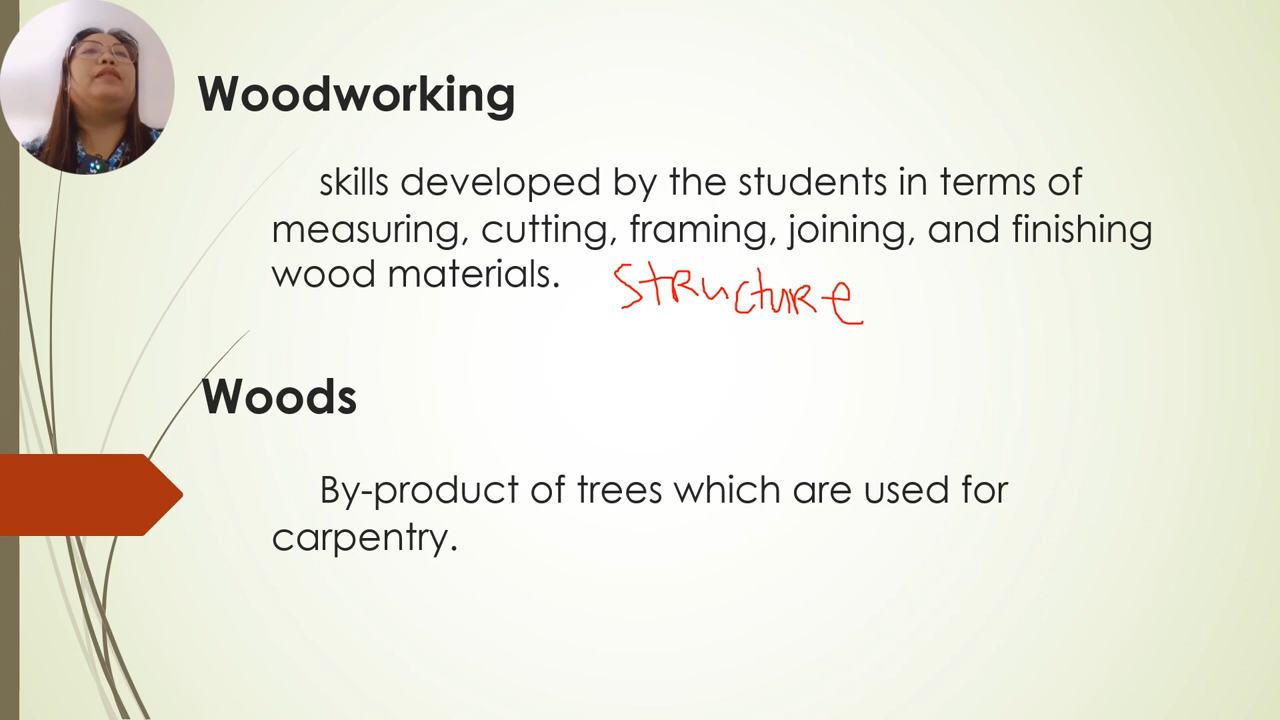 Woodworking
skills developed by the students in terms of
measuring, cutting, framing, joining, and finishing
wood materials.
structure
Woods
By-product of trees which are used for
carpentry.